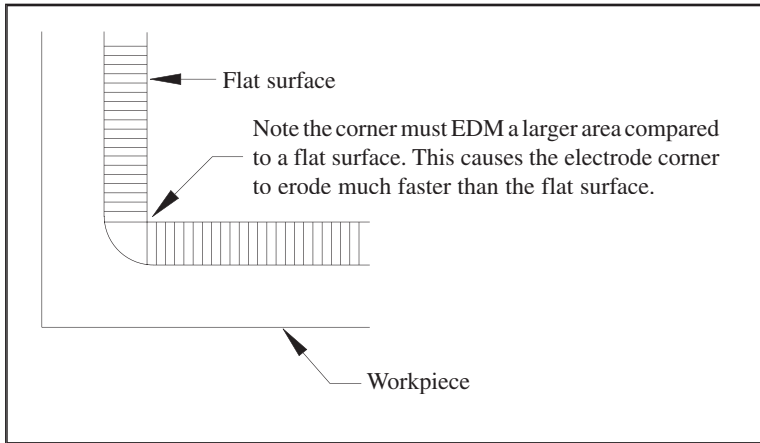 Flat surface
Note the corner must EDM a larger area compared
to a flat surface. This causes the electrode corner
to erode much faster than the flat surface.
Workpiece